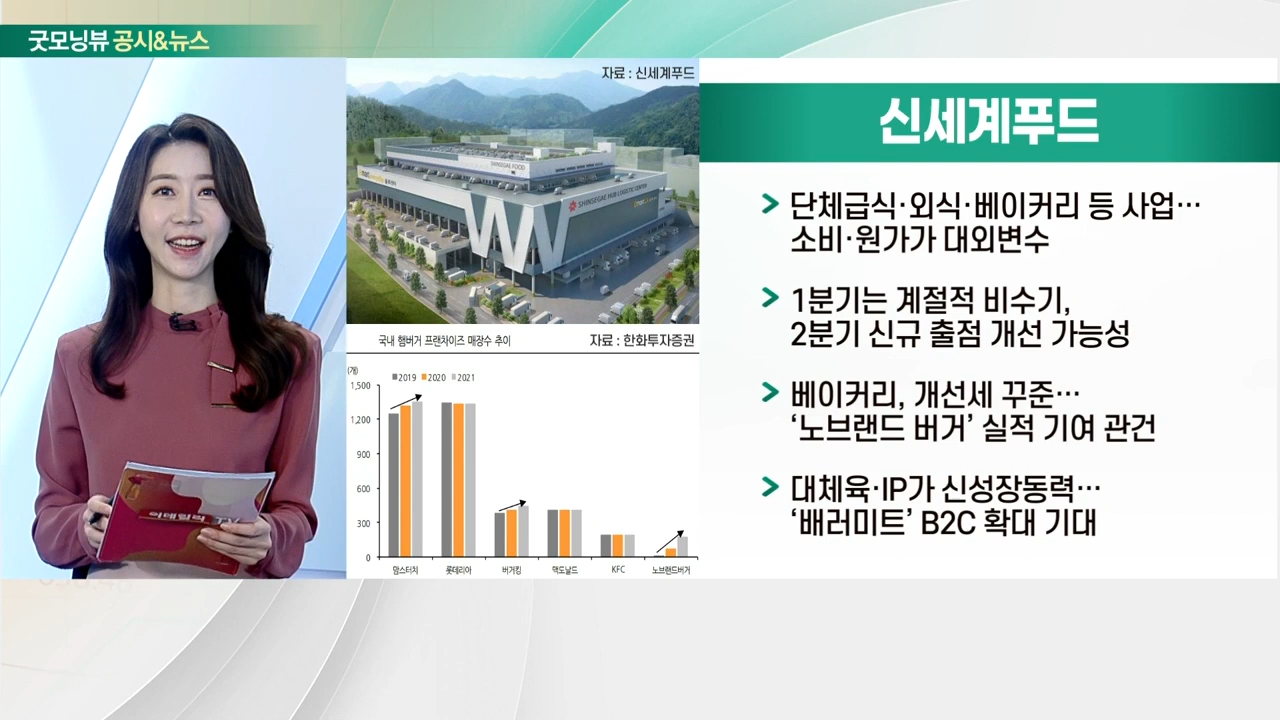 굿모닝뷰 공시&뉴스
자료 : 신세계푸드
SHINSEGAE FOOD
SHINSEGAE HUB LOGISTIC CENTER
국내 햄버거 프랜차이즈 매장수 추이
자료 : 한화투자증권
(개)
2019 2020 2021
1,500
1,200
900
600
300
0
맘스터치 롯데리아 버거킹 맥도날드 KFC 노브랜드버거
신세계푸드
단체급식·외식·베이커리 등 사업…
소비·원가가 대외변수
1분기는 계절적 비수기,
2분기 신규 출점 개선 가능성
베이커리, 개선세 꾸준…
‘노브랜드 버거’ 실적 기여 관건
대체육·IP가 신성장동력…
‘배러미트’ B2C 확대 기대